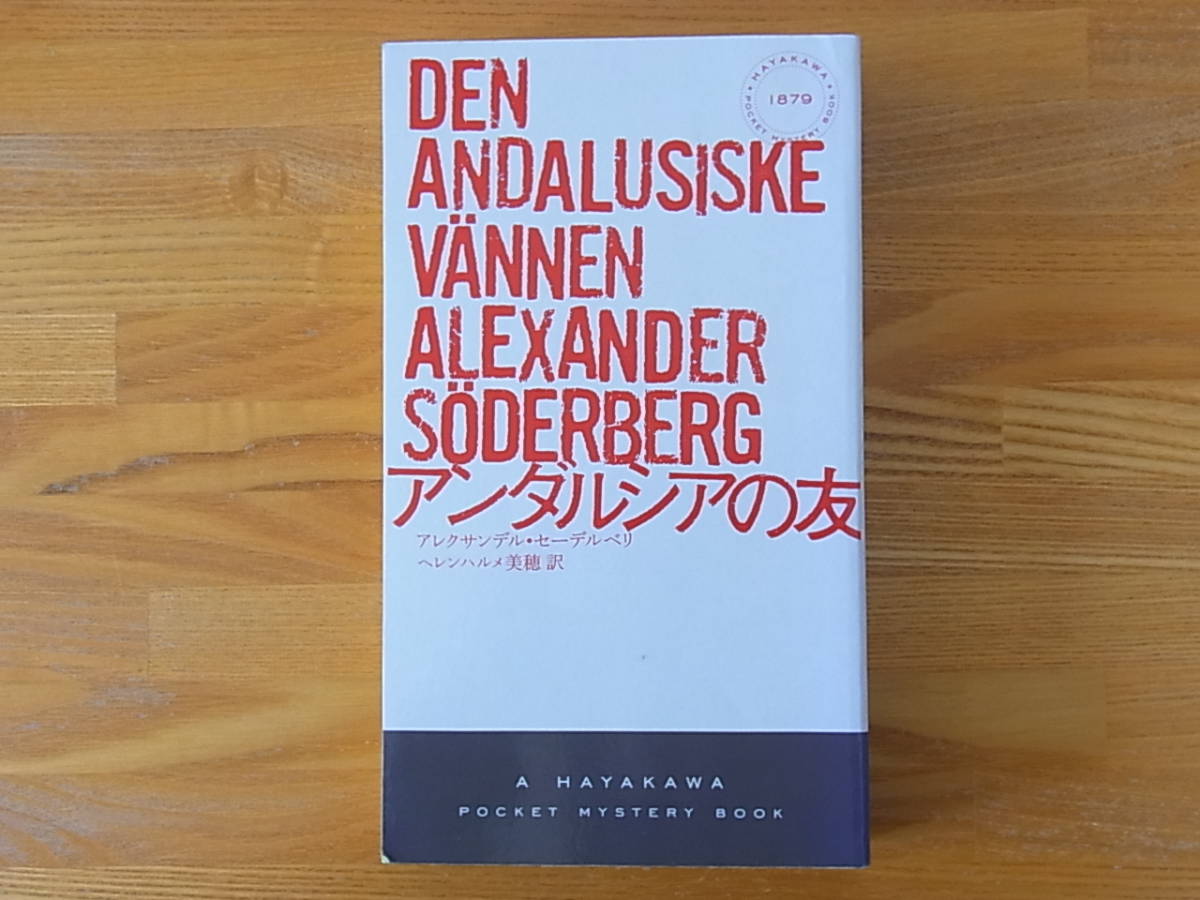 DEN
ANDALUSISKE
VÄNNEN
ALEXANDER
SÖDERBERG
HAYAKAWA
1879
POCKET MYSTERY BOOK
アンダルシアの友
アレクサンデル・セーデルベリ
ヘレンハルメ美穂 訳
A HAYAKAWA
POCKET MYSTERY BOOK